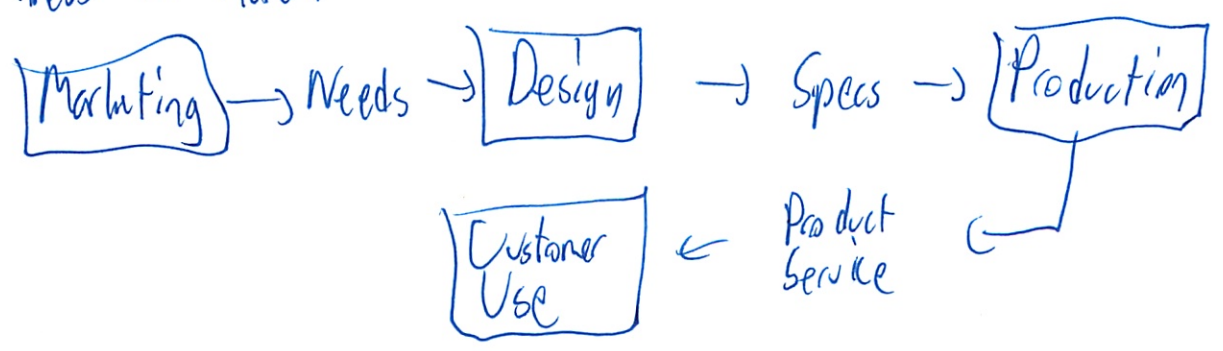 Marketing → Needs → Design → Specs → Production
Customer ← Product
Use Service